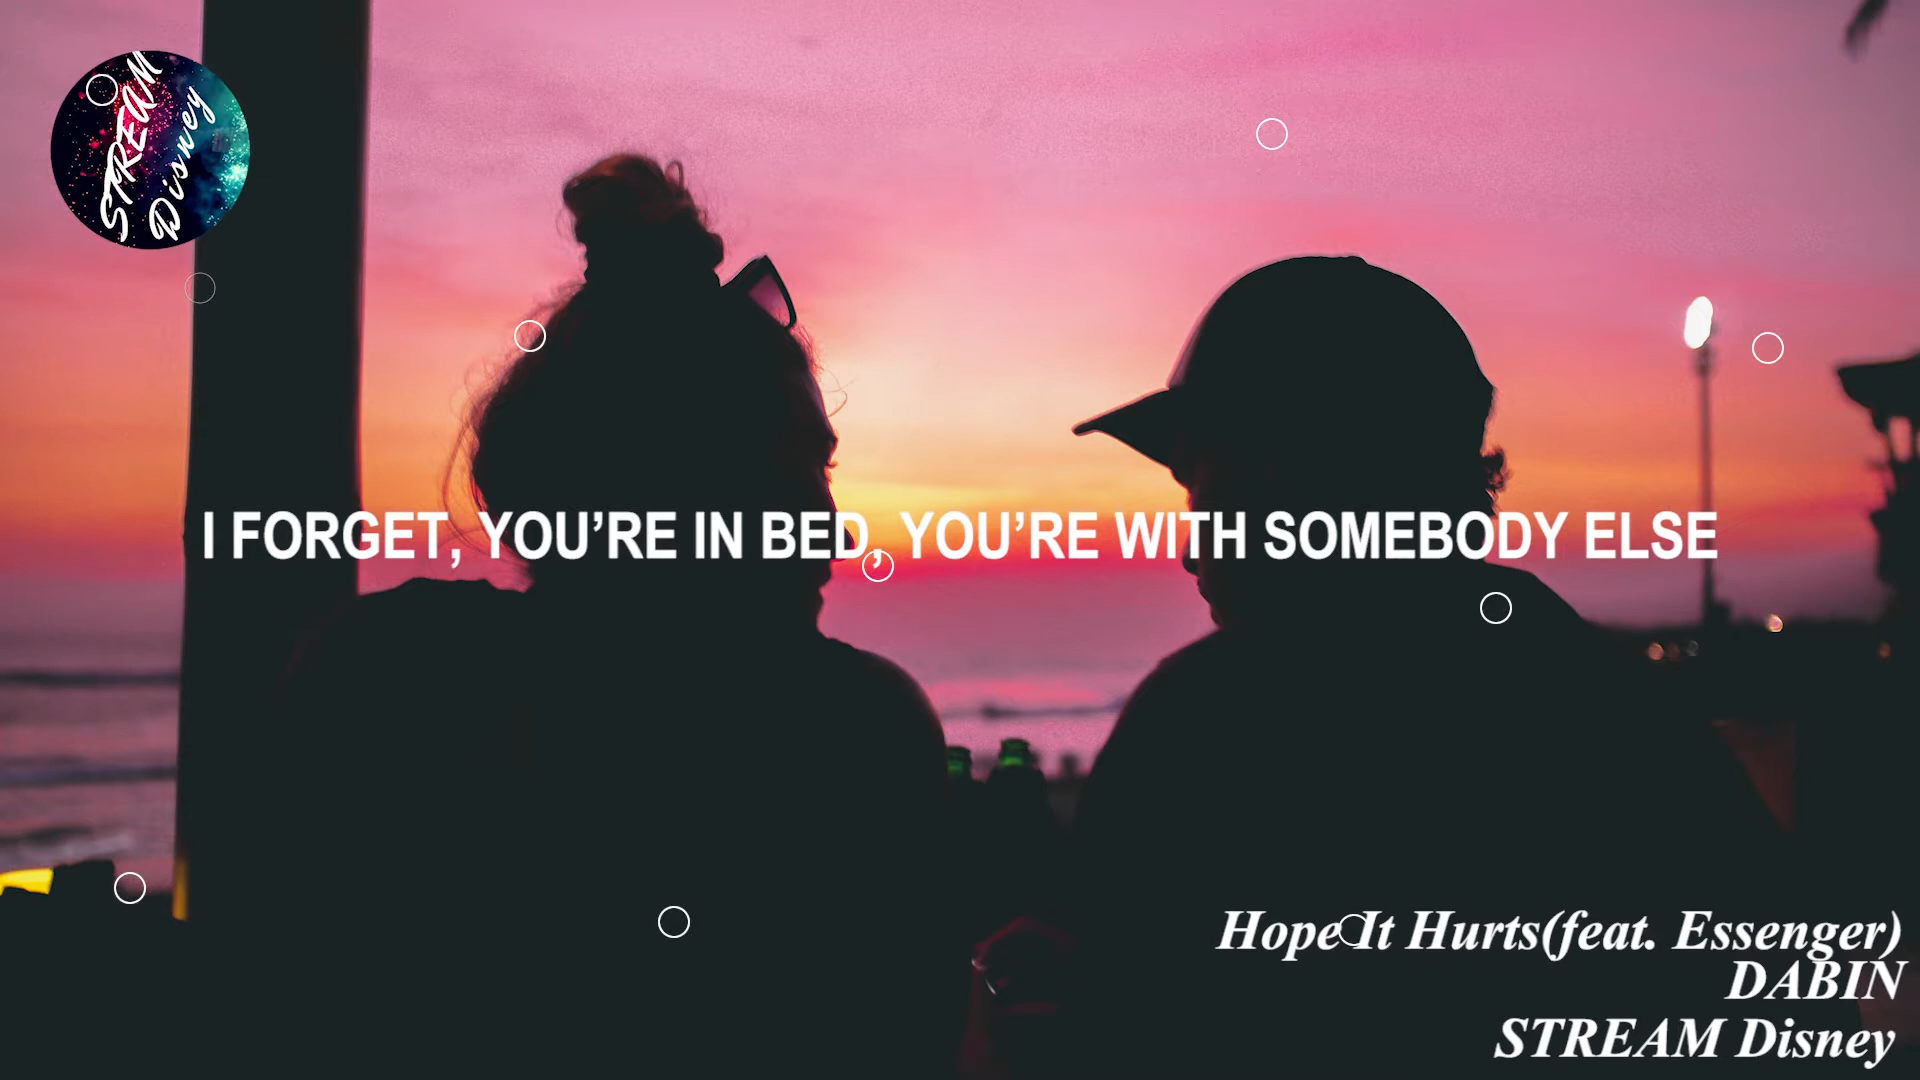 STREAM
Disney
I FORGET, YOU’RE IN BED, YOU’RE WITH SOMEBODY ELSE
Hope It Hurts(feat. Essenger)
DABIN
STREAM Disney